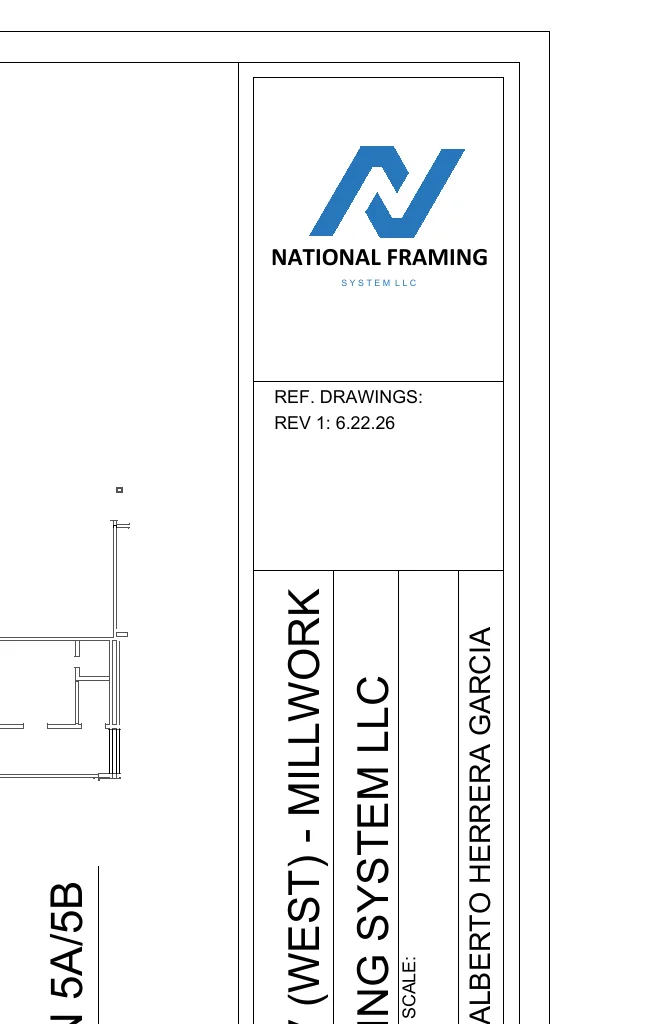 NATIONAL FRAMING
SYSTEM LLC
REF. DRAWINGS:
REV 1: 6.22.26
(WEST) - MILLWORK
ING SYSTEM LLC
SCALE:
ALBERTO HERRERA GARCIA
5A/5B